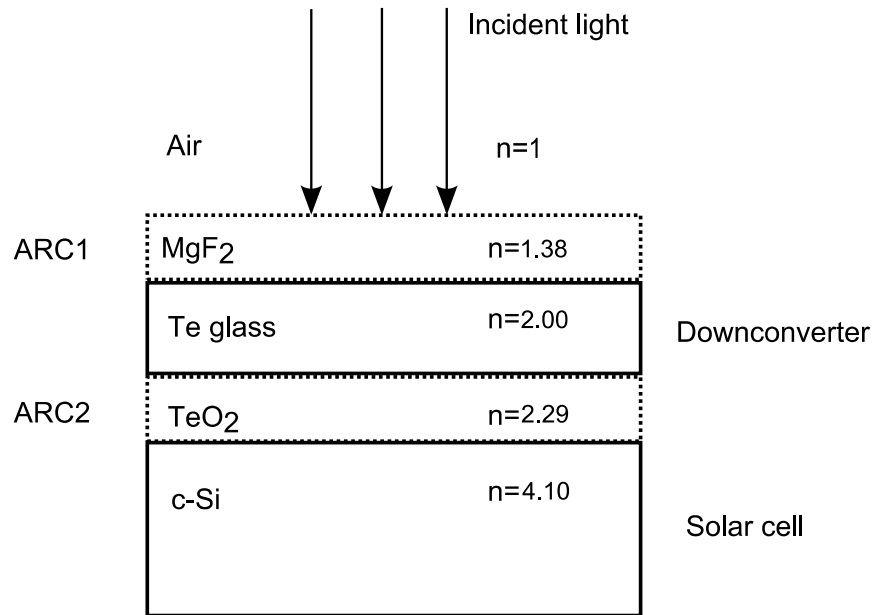 Incident light
Air n=1
ARC1 MgF2 n=1.38
Te glass n=2.00 Downconverter
ARC2 TeO2 n=2.29
c-Si n=4.10
Solar cell